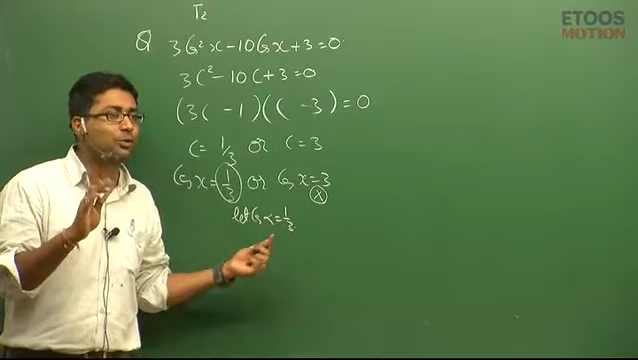 T2
ETOOS
MOTION
Q 3Cos²x-10Cosx+3=0
3C²-10C+3=0
(3C-1)(C-3)=0
C=1/3 or C=3
Cosx=1/3 or Cosx=3
X
let Cosα=1/3